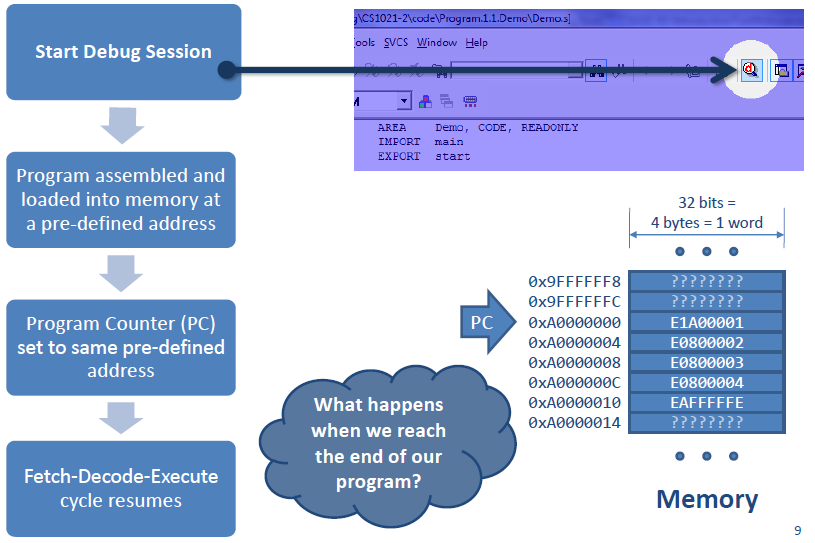 Start Debug Session
Program assembled and
loaded into memory at
a pre-defined address
Program Counter (PC)
set to same pre-defined
address
Fetch-Decode-Execute
cycle resumes
g\CS1021-2\code\Program.1.1.Demo\Demo.s]
ools SVCS Window Help
AREA Demo, CODE, READONLY
IMPORT main
EXPORT start
32 bits =
4 bytes = 1 word
PC
0x9FFFFFF8 ????????
0x9FFFFFFC ????????
0xA0000000 E1A00001
0xA0000004 E0800002
0xA0000008 E0800003
0xA000000C E0800004
0xA0000010 EAFFFFFE
0xA0000014 ????????
Memory
What happens
when we reach
the end of our
program?
9